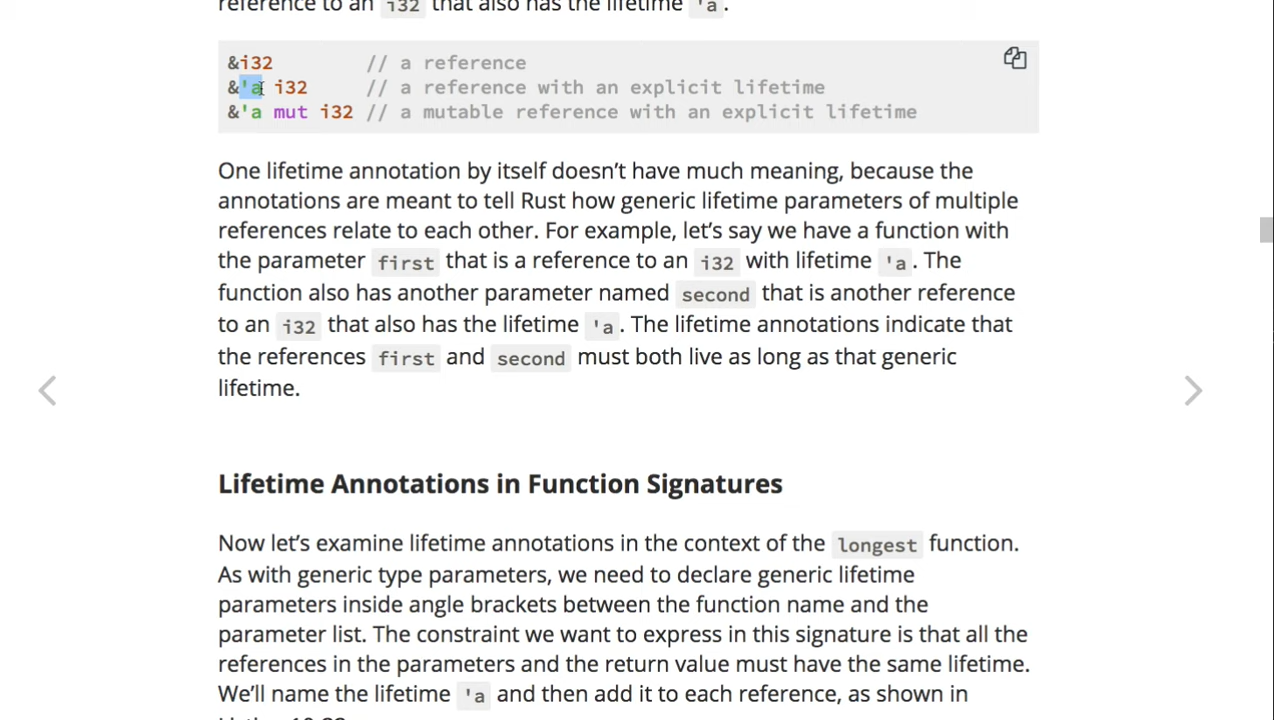 reference to an i32 that also has the lifetime 'a.
&i32        // a reference
&'a i32     // a reference with an explicit lifetime
&'a mut i32 // a mutable reference with an explicit lifetime
One lifetime annotation by itself doesn’t have much meaning, because the
annotations are meant to tell Rust how generic lifetime parameters of multiple
references relate to each other. For example, let’s say we have a function with
the parameter first that is a reference to an i32 with lifetime 'a. The
function also has another parameter named second that is another reference
to an i32 that also has the lifetime 'a. The lifetime annotations indicate that
the references first and second must both live as long as that generic
lifetime.
Lifetime Annotations in Function Signatures
Now let’s examine lifetime annotations in the context of the longest function.
As with generic type parameters, we need to declare generic lifetime
parameters inside angle brackets between the function name and the
parameter list. The constraint we want to express in this signature is that all the
references in the parameters and the return value must have the same lifetime.
We’ll name the lifetime 'a and then add it to each reference, as shown in